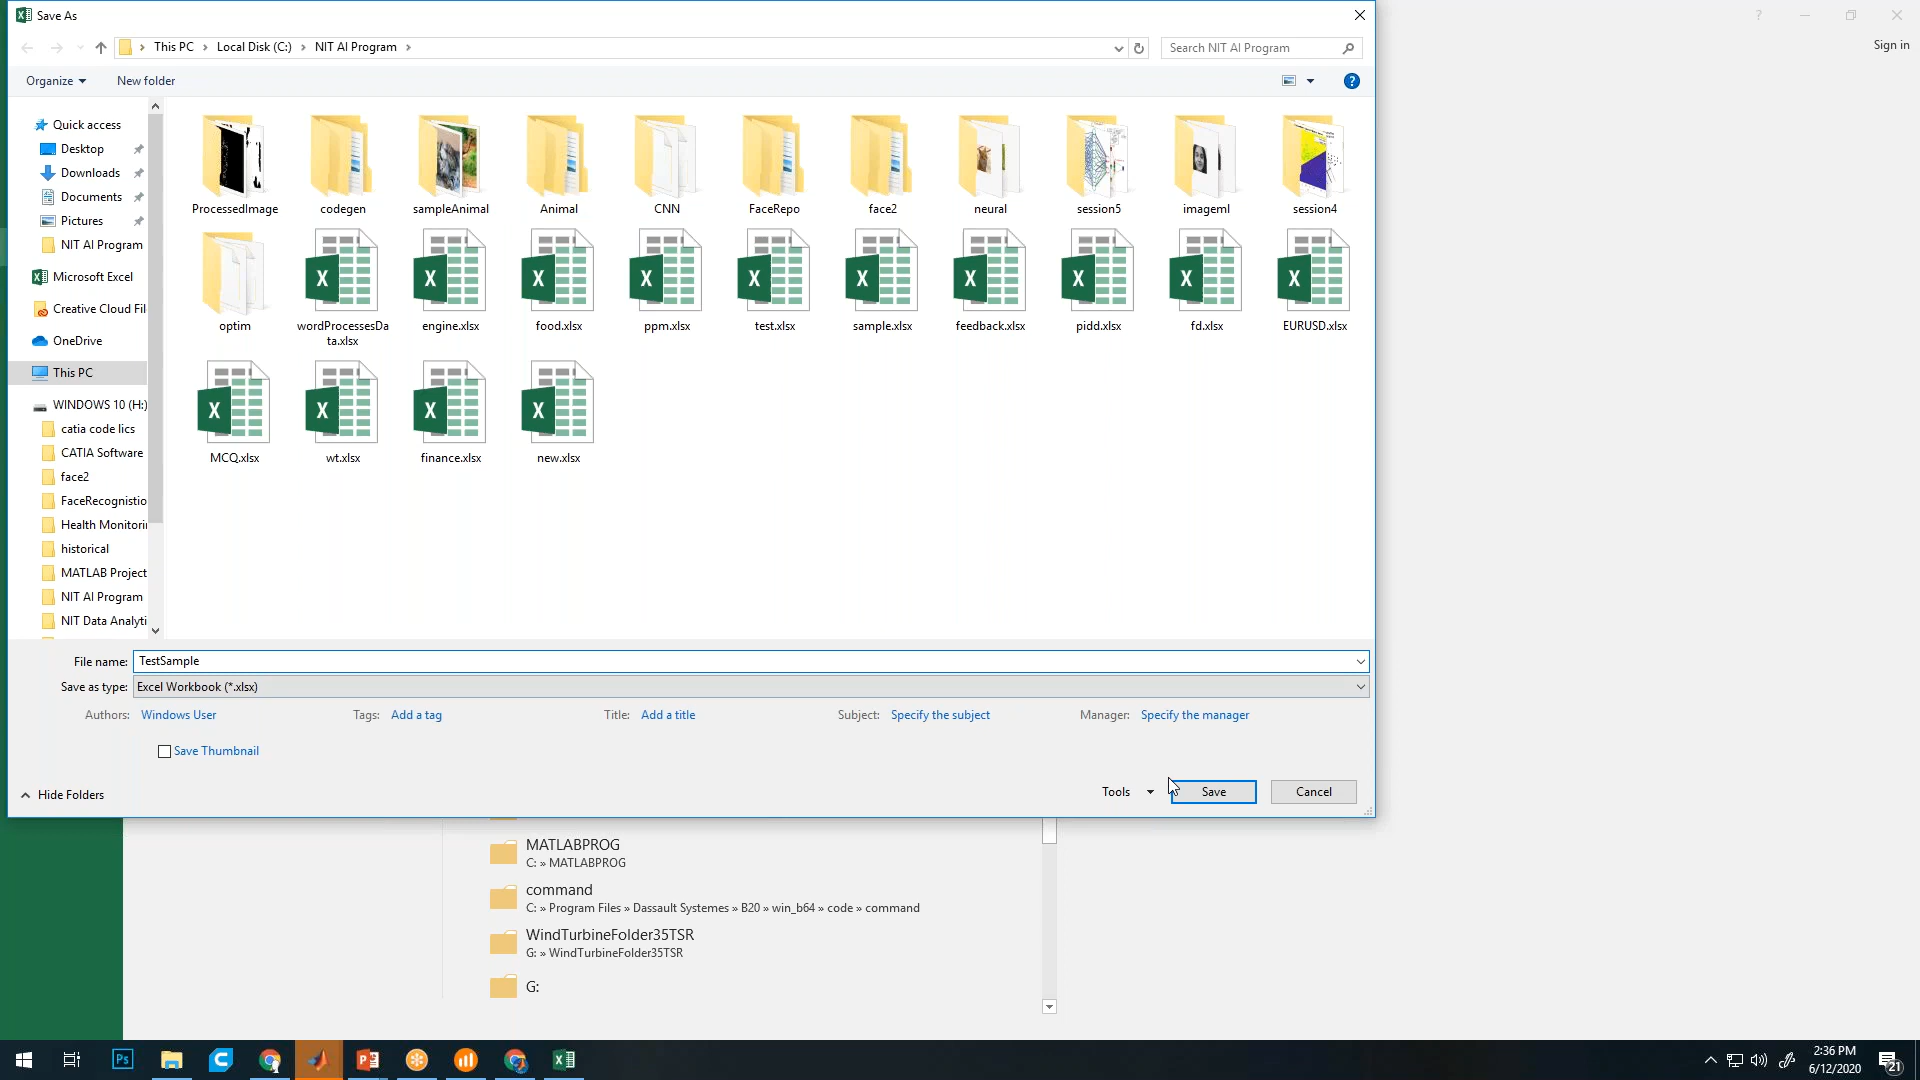 Save As
This PC
Local Disk (C:)
NIT AI Program
Search NIT AI Program
Sign in
Organize
New folder
Quick access
Desktop
Downloads
Documents
Pictures
NIT AI Program
Microsoft Excel
Creative Cloud Fil
OneDrive
This PC
WINDOWS 10 (H:)
catia code lics
CATIA Software
face2
FaceRecognistio
Health Monitori
historical
MATLAB Project
NIT AI Program
NIT Data Analyti
ProcessedImage
codegen
sampleAnimal
Animal
CNN
FaceRepo
face2
neural
session5
imageml
session4
optim
wordProcessesDa
ta.xlsx
engine.xlsx
food.xlsx
ppm.xlsx
test.xlsx
sample.xlsx
feedback.xlsx
pidd.xlsx
fd.xlsx
EURUSD.xlsx
MCQ.xlsx
wt.xlsx
finance.xlsx
new.xlsx
File name: TestSample
Save as type: Excel Workbook (*.xlsx)
Authors: Windows User
Tags: Add a tag
Title: Add a title
Subject: Specify the subject
Manager: Specify the manager
Save Thumbnail
Hide Folders
Tools
Save
Cancel
MATLABPROG
C: » MATLABPROG
command
C: » Program Files » Dassault Systemes » B20 » win_b64 » code » command
WindTurbineFolder35TSR
G: » WindTurbineFolder35TSR
G:
Ps
2:36 PM
6/12/2020
21